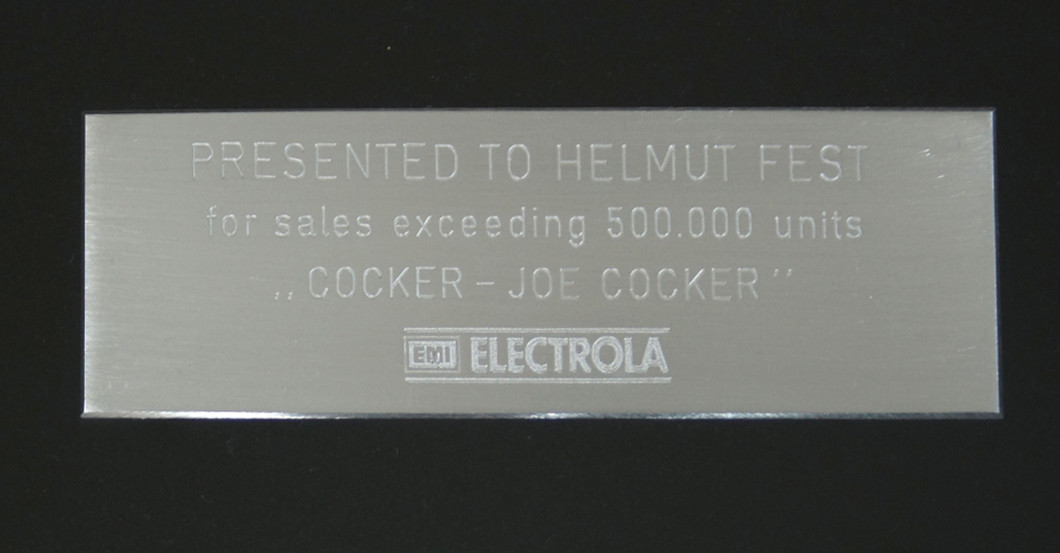 PRESENTED TO HELMUT FEST
for sales exceeding 500.000 units
„COCKER – JOE COCKER”
EMI ELECTROLA